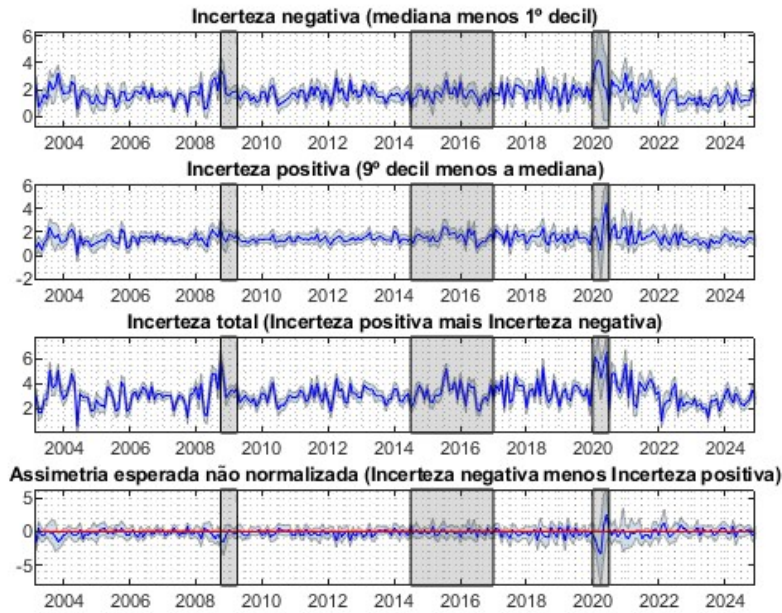 Incerteza negativa (mediana menos 1º decil)
6
4
2
0
2004 2006 2008 2010 2012 2014 2016 2018 2020 2022 2024
Incerteza positiva (9º decil menos a mediana)
6
4
2
0
-2
2004 2006 2008 2010 2012 2014 2016 2018 2020 2022 2024
Incerteza total (Incerteza positiva mais Incerteza negativa)
6
4
2
2004 2006 2008 2010 2012 2014 2016 2018 2020 2022 2024
Assimetria esperada não normalizada (Incerteza negativa menos Incerteza positiva)
5
0
-5
2004 2006 2008 2010 2012 2014 2016 2018 2020 2022 2024